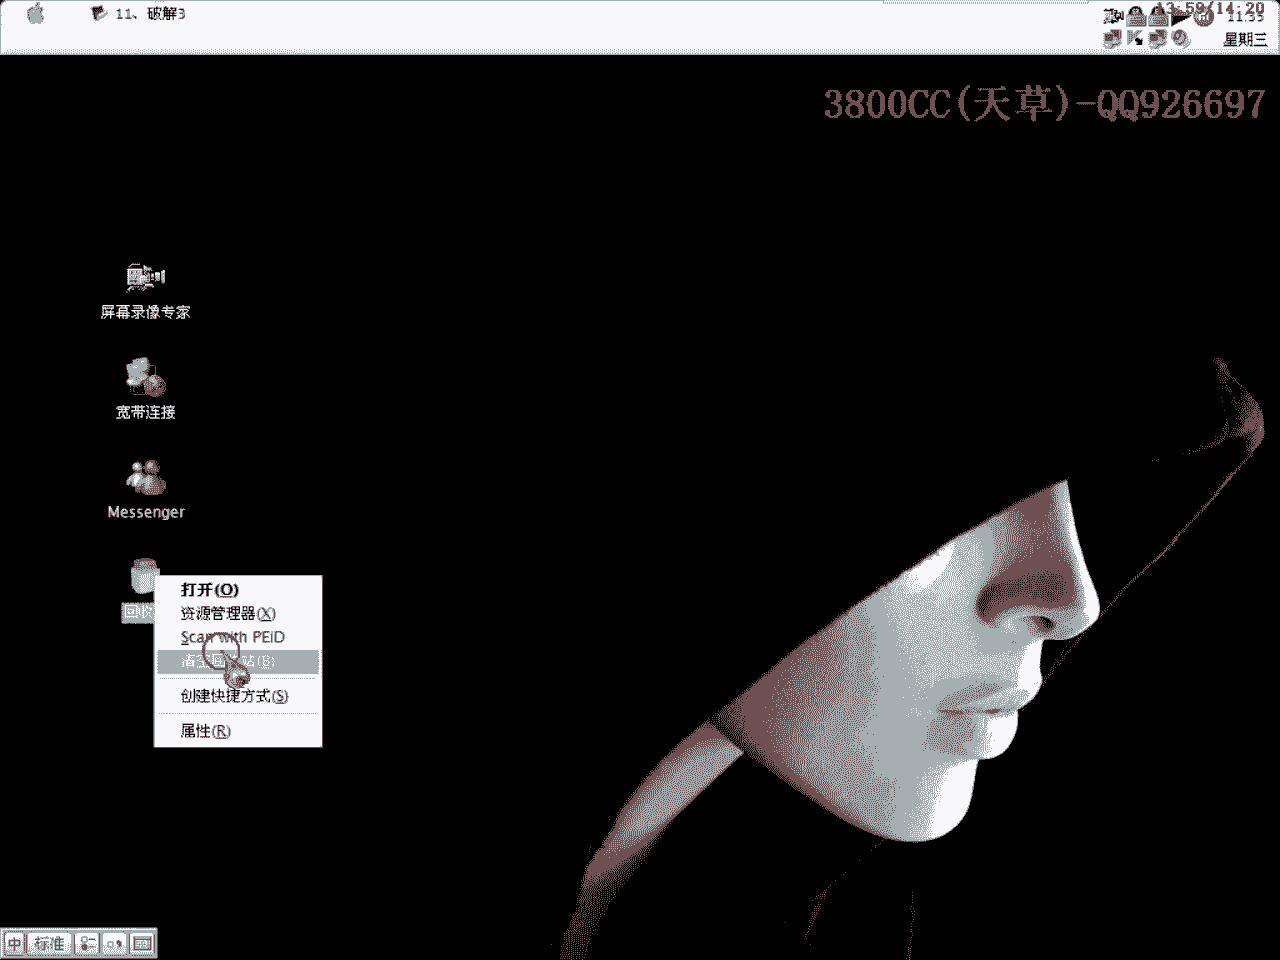 11、破解3
13:59/14:20
星期三
3800CC(天草)-QQ926697
屏幕录像专家
宽带连接
Messenger
回收
打开(O)
资源管理器(X)
Scan with PEiD
清空回收站(B)
创建快捷方式(S)
属性(R)
中 标准